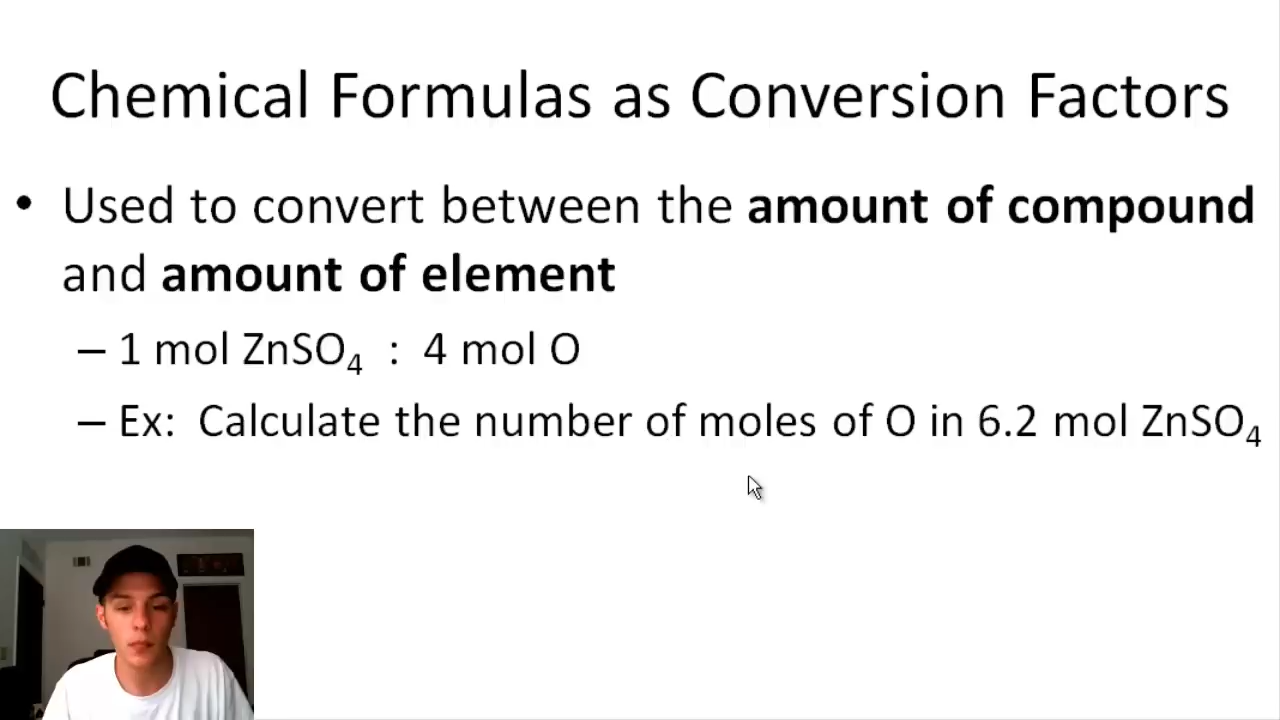 Chemical Formulas as Conversion Factors
• Used to convert between the amount of compound
and amount of element
– 1 mol ZnSO₄ : 4 mol O
– Ex: Calculate the number of moles of O in 6.2 mol ZnSO₄